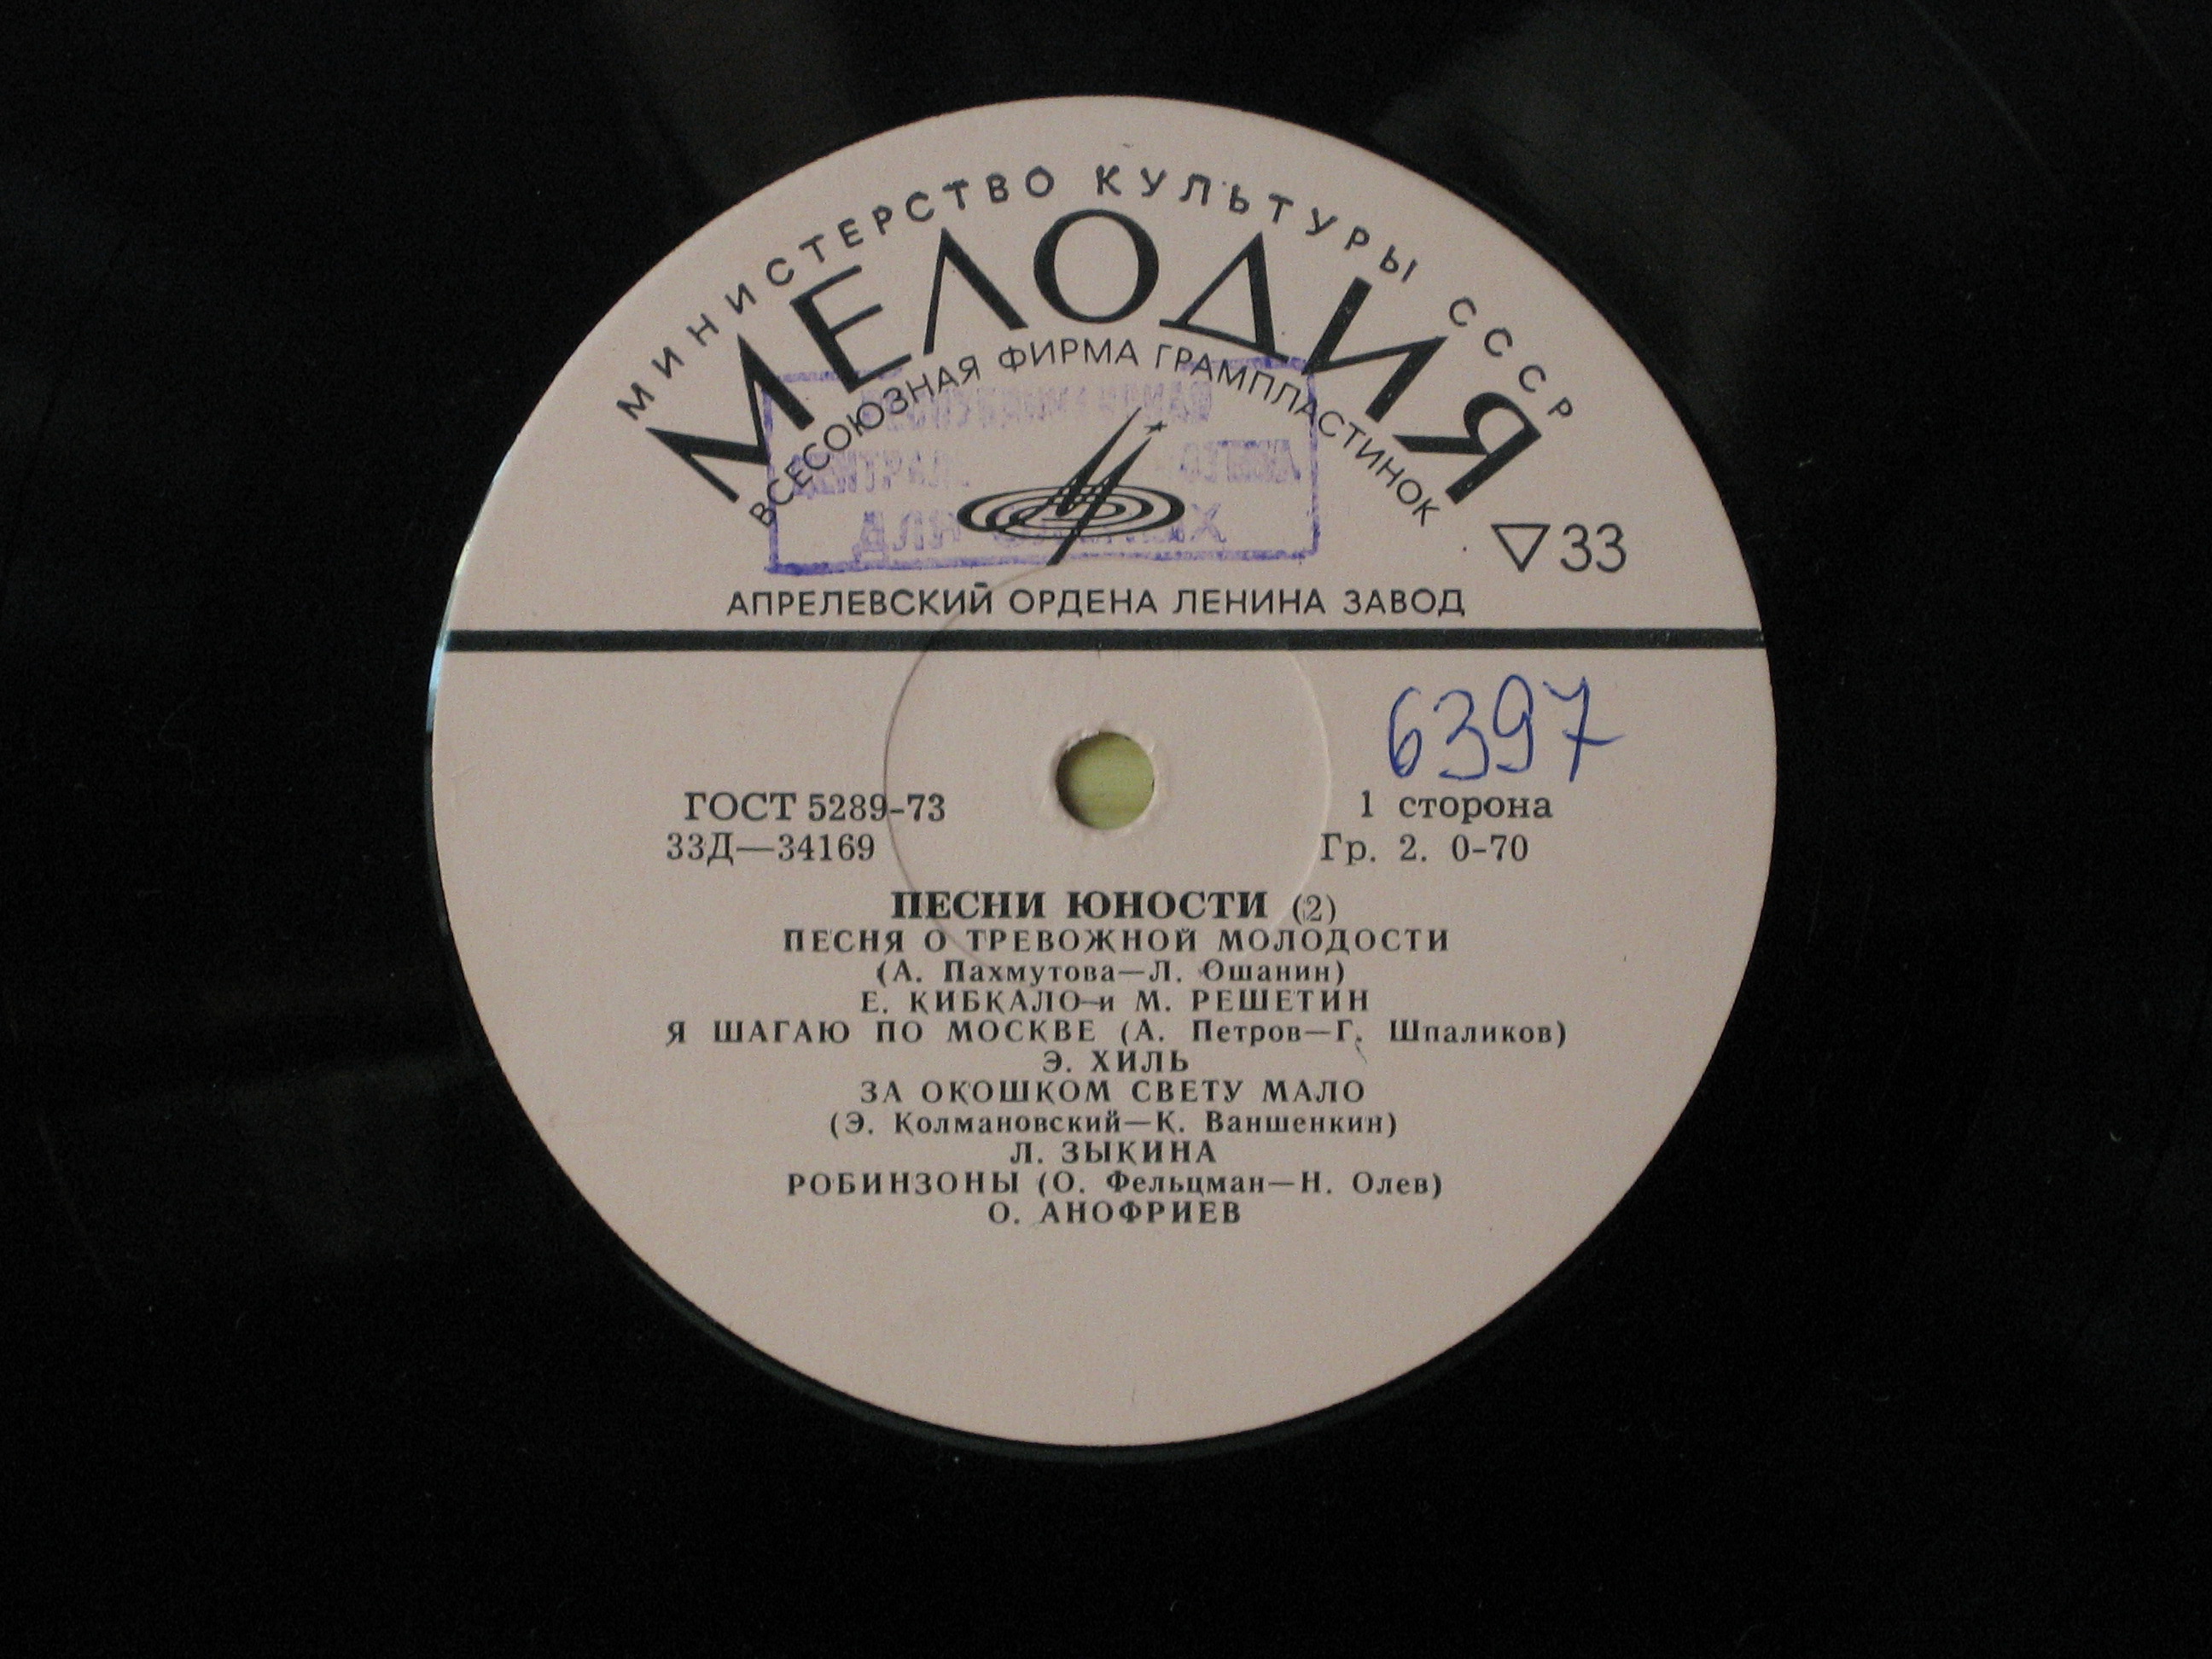 МИНИСТЕРСТВО КУЛЬТУРЫ СССР
МЕЛОДИЯ
ВСЕСОЮЗНАЯ ФИРМА ГРАМПЛАСТИНОК
33
АПРЕЛЕВСКИЙ ОРДЕНА ЛЕНИНА ЗАВОД
6397
ГОСТ 5289-73 1 сторона
33Д—34169 Гр. 2. 0-70
ПЕСНИ ЮНОСТИ (2)
ПЕСНЯ О ТРЕВОЖНОЙ МОЛОДОСТИ
(А. Пахмутова—Л. Ошанин)
Е. КИБКАЛО и М. РЕШЕТИН
Я ШАГАЮ ПО МОСКВЕ (А. Петров—Г. Шпаликов)
Э. ХИЛЬ
ЗА ОКОШКОМ СВЕТУ МАЛО
(Э. Колмановский—К. Ваншенкин)
Л. ЗЫКИНА
РОБИНЗОНЫ (О. Фельцман—Н. Олев)
О. АНОФРИЕВ